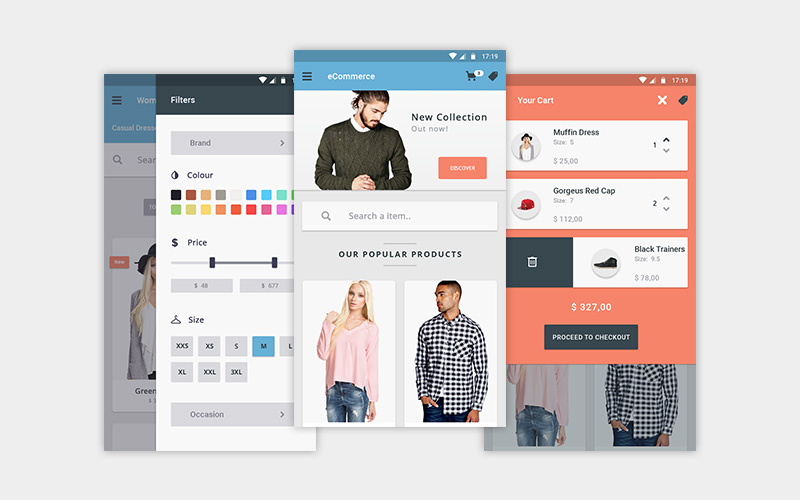 Wom
Casual Dresse
Sear
New
Green
$
Filters
Brand
Colour
$ Price
$ 48
$ 677
Size
XXS XS S M L
XL XXL 3XL
Occasion
17:19
eCommerce
3
New Collection
Out now!
DISCOVER
Search a item..
OUR POPULAR PRODUCTS
17:19
Your Cart
Muffin Dress
Size: S
1
$ 25,00
Gorgeus Red Cap
Size: 7
2
$ 112,00
Black Trainers
Size: 9.5
$ 78,00
$ 327,00
PROCEED TO CHECKOUT